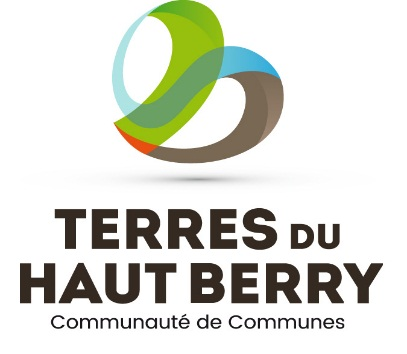 TERRES DU
HAUT BERRY
Communauté de Communes